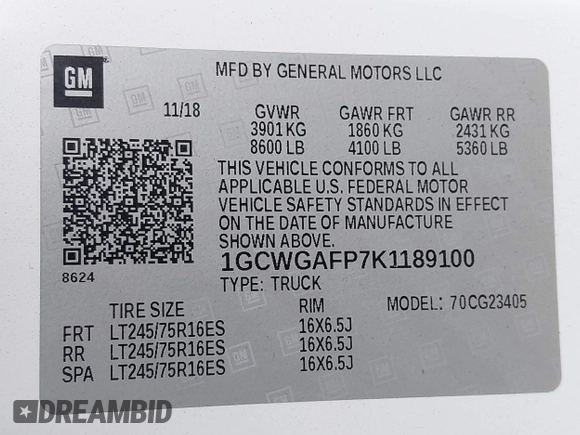 GM
MFD BY GENERAL MOTORS LLC
11/18 GVWR GAWR FRT GAWR RR
3901 KG 1860 KG 2431 KG
8600 LB 4100 LB 5360 LB
THIS VEHICLE CONFORMS TO ALL
APPLICABLE U.S. FEDERAL MOTOR
VEHICLE SAFETY STANDARDS IN EFFECT
ON THE DATE OF MANUFACTURE
SHOWN ABOVE.
8624
1GCWGAFP7K1189100
TYPE: TRUCK MODEL: 70CG23405
TIRE SIZE RIM
FRT LT245/75R16ES 16X6.5J
RR LT245/75R16ES 16X6.5J
SPA LT245/75R16ES 16X6.5J
DREAMBID